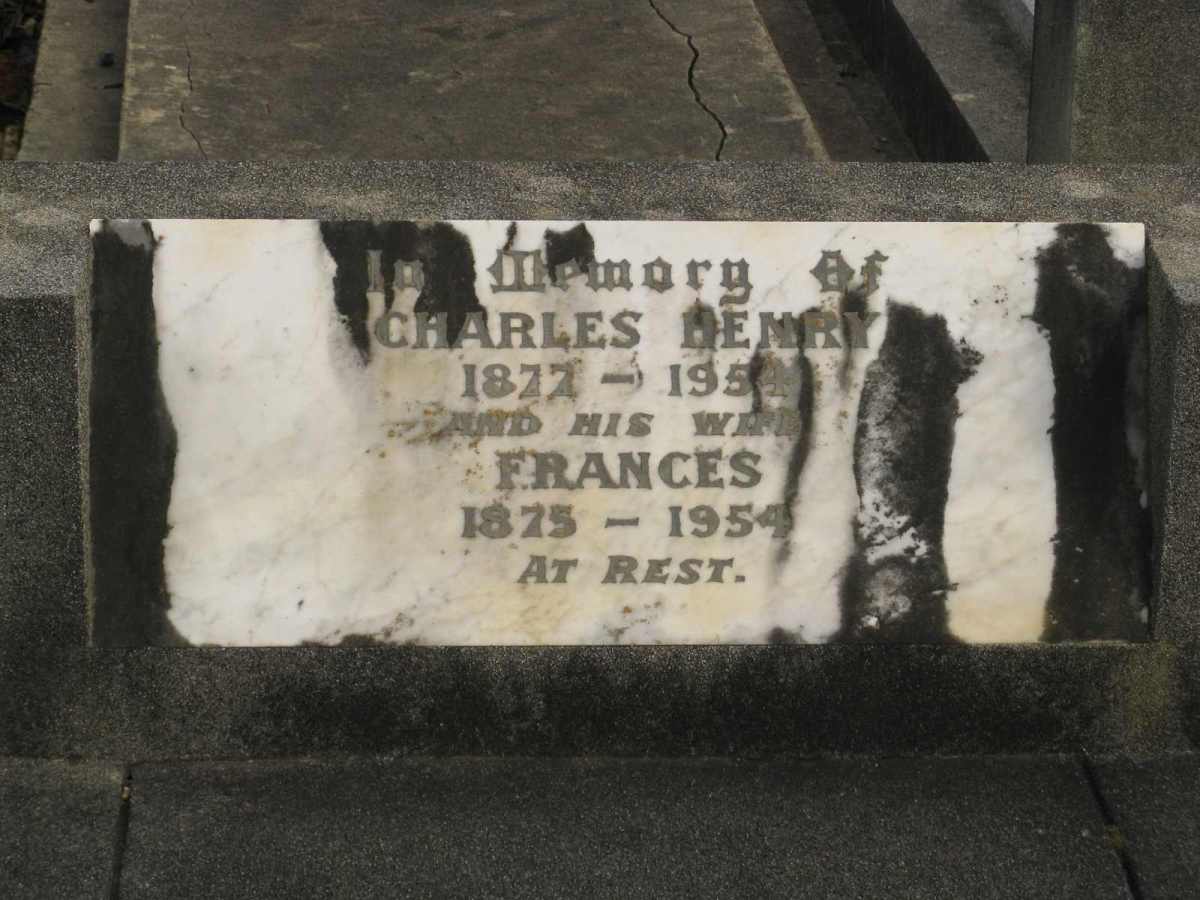 In Memory Of
CHARLES HENRY
1877 – 1954
AND HIS WIFE
FRANCES
1875 – 1954
AT REST.